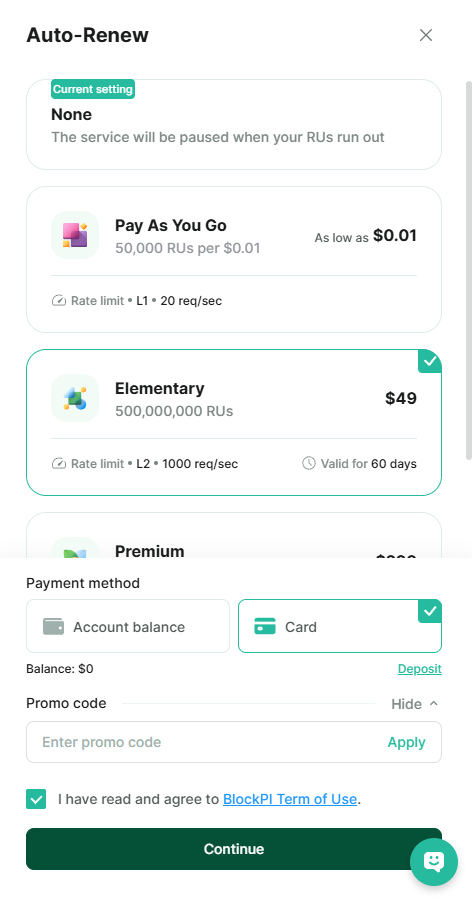 Auto-Renew
Current setting
None
The service will be paused when your RUs run out
Pay As You Go
50,000 RUs per $0.01
As low as $0.01
Rate limit • L1 • 20 req/sec
Elementary
500,000,000 RUs
$49
Rate limit • L2 • 1000 req/sec
Valid for 60 days
Premium
Payment method
Account balance
Card
Balance: $0
Deposit
Promo code
Hide
Enter promo code
Apply
I have read and agree to BlockPI Term of Use.
Continue